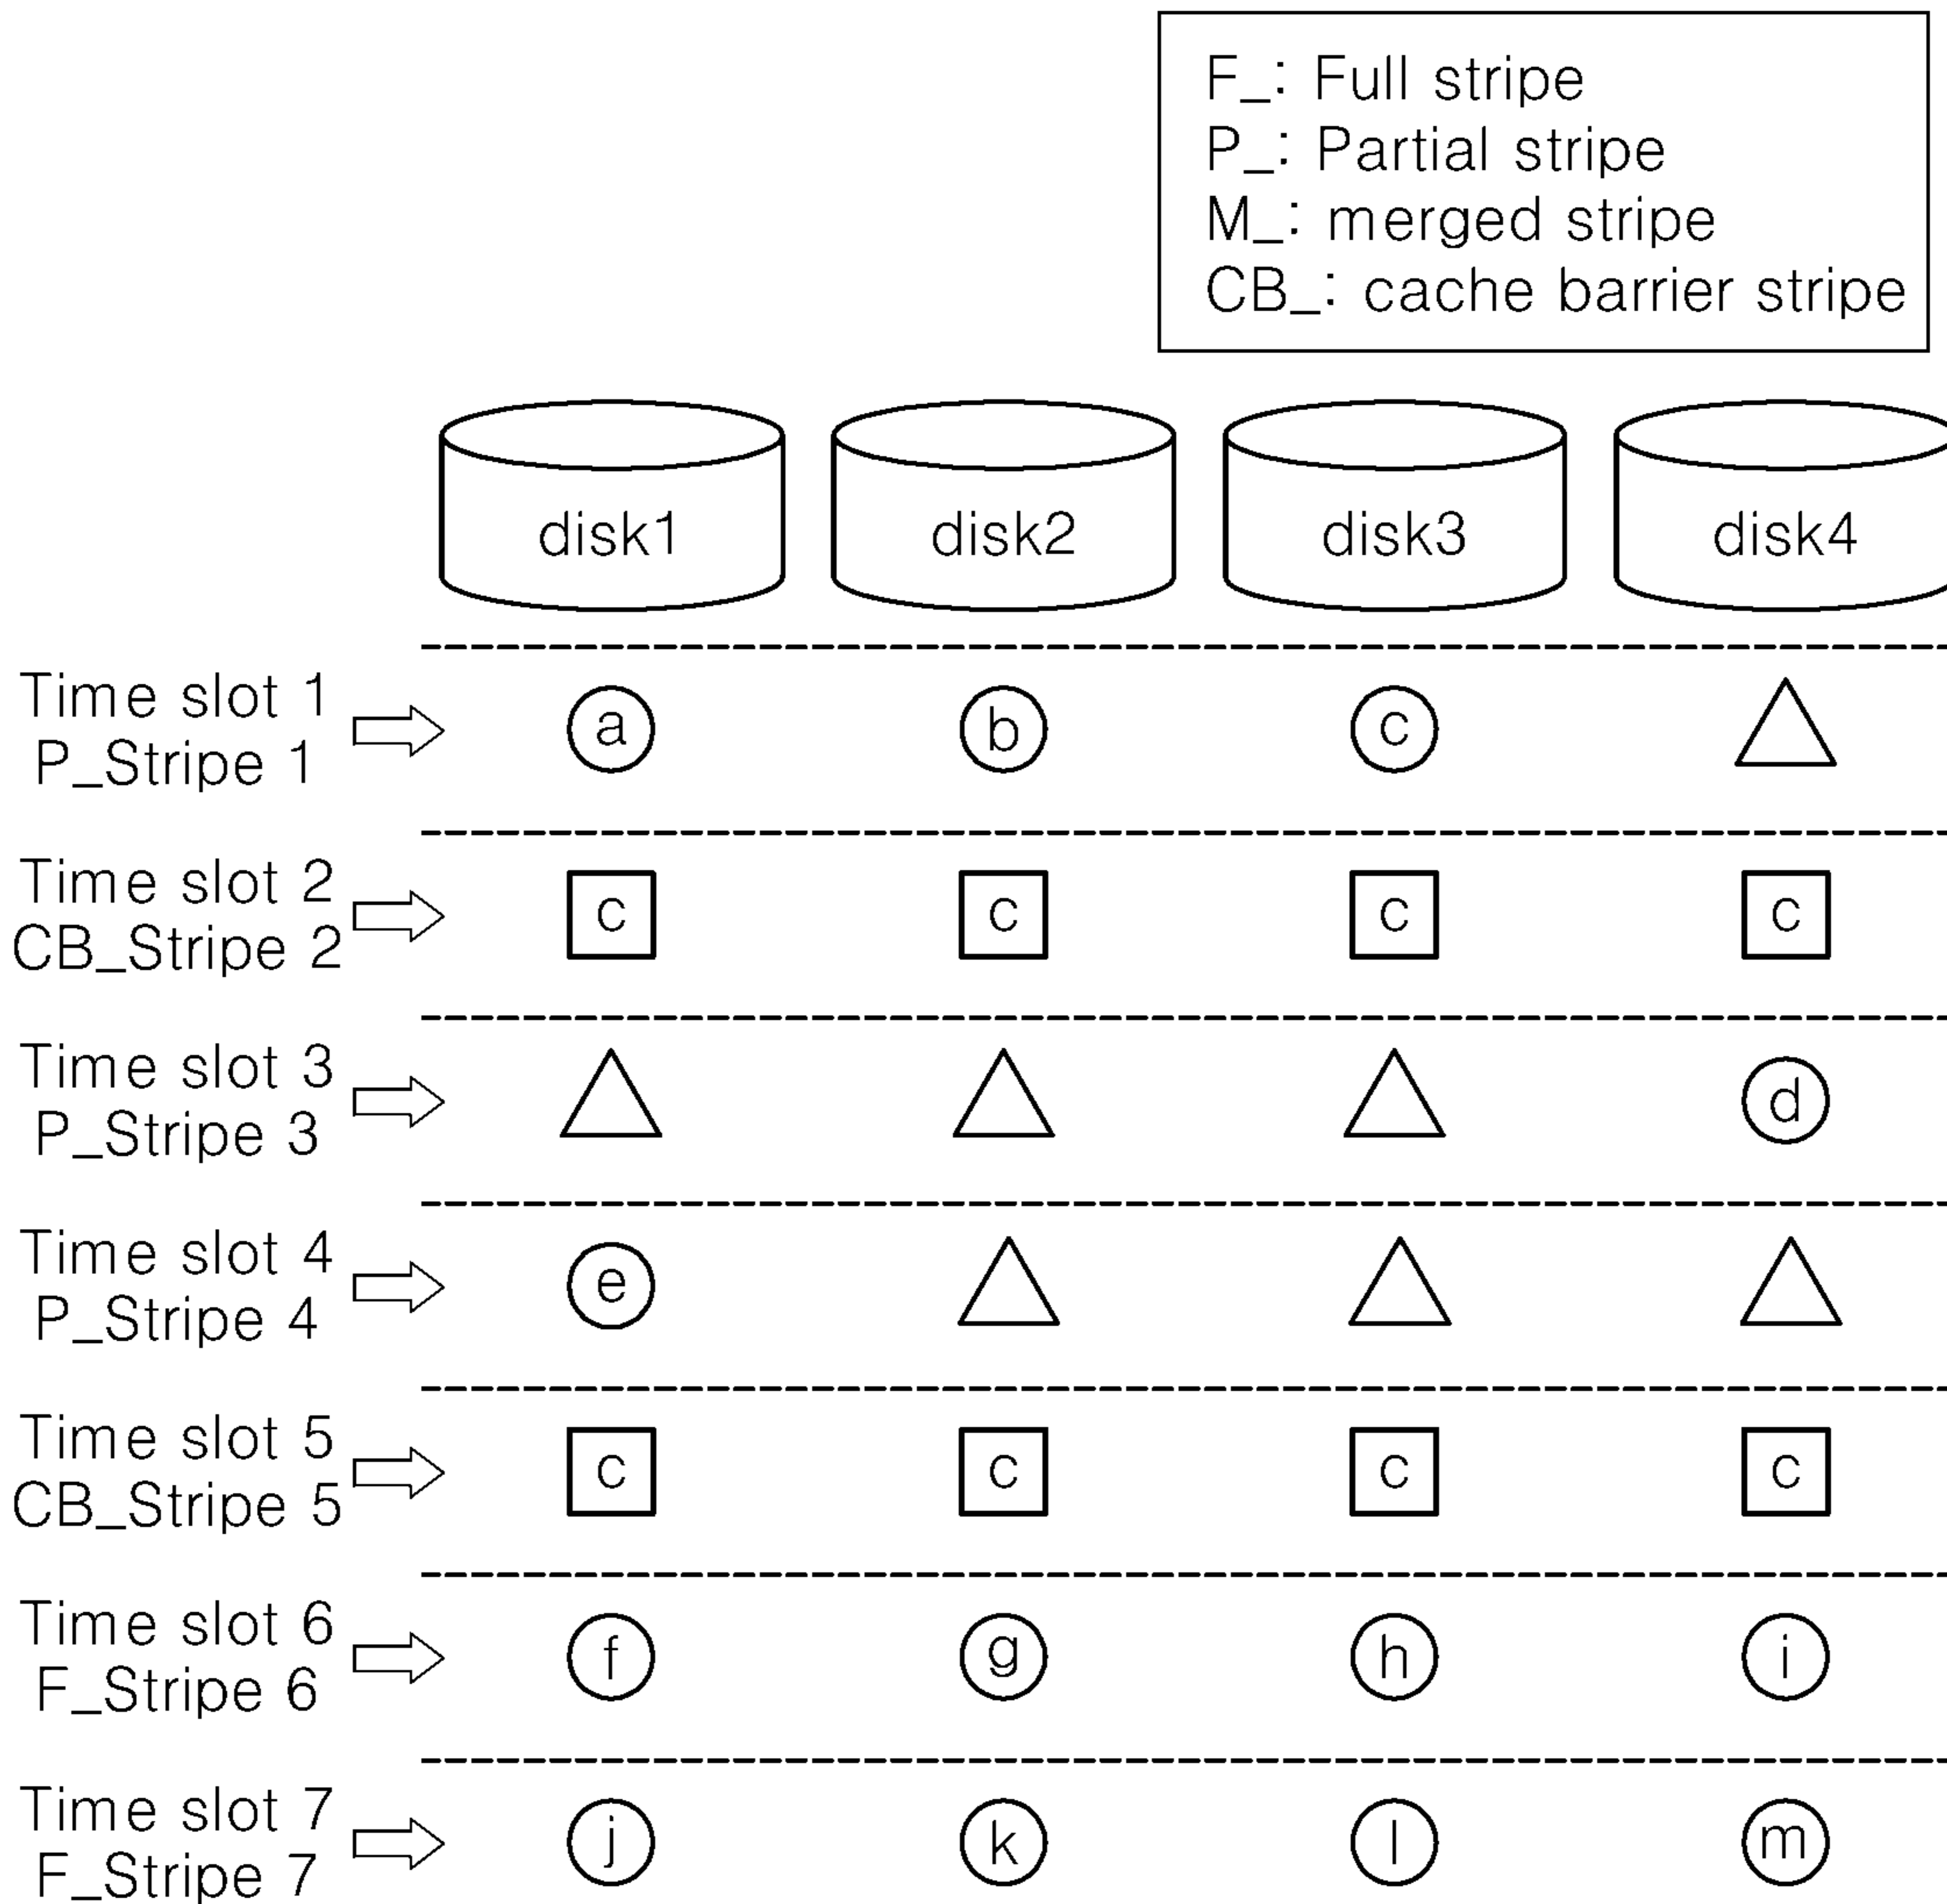 F_: Full stripe
P_: Partial stripe
M_: merged stripe
CB_: cache barrier stripe
disk1 disk2 disk3 disk4
Time slot 1
P_Stripe 1
a b c
Time slot 2
CB_Stripe 2
c c c c
Time slot 3
P_Stripe 3
d
Time slot 4
P_Stripe 4
e
Time slot 5
CB_Stripe 5
c c c c
Time slot 6
F_Stripe 6
f g h i
Time slot 7
F_Stripe 7
j k l m